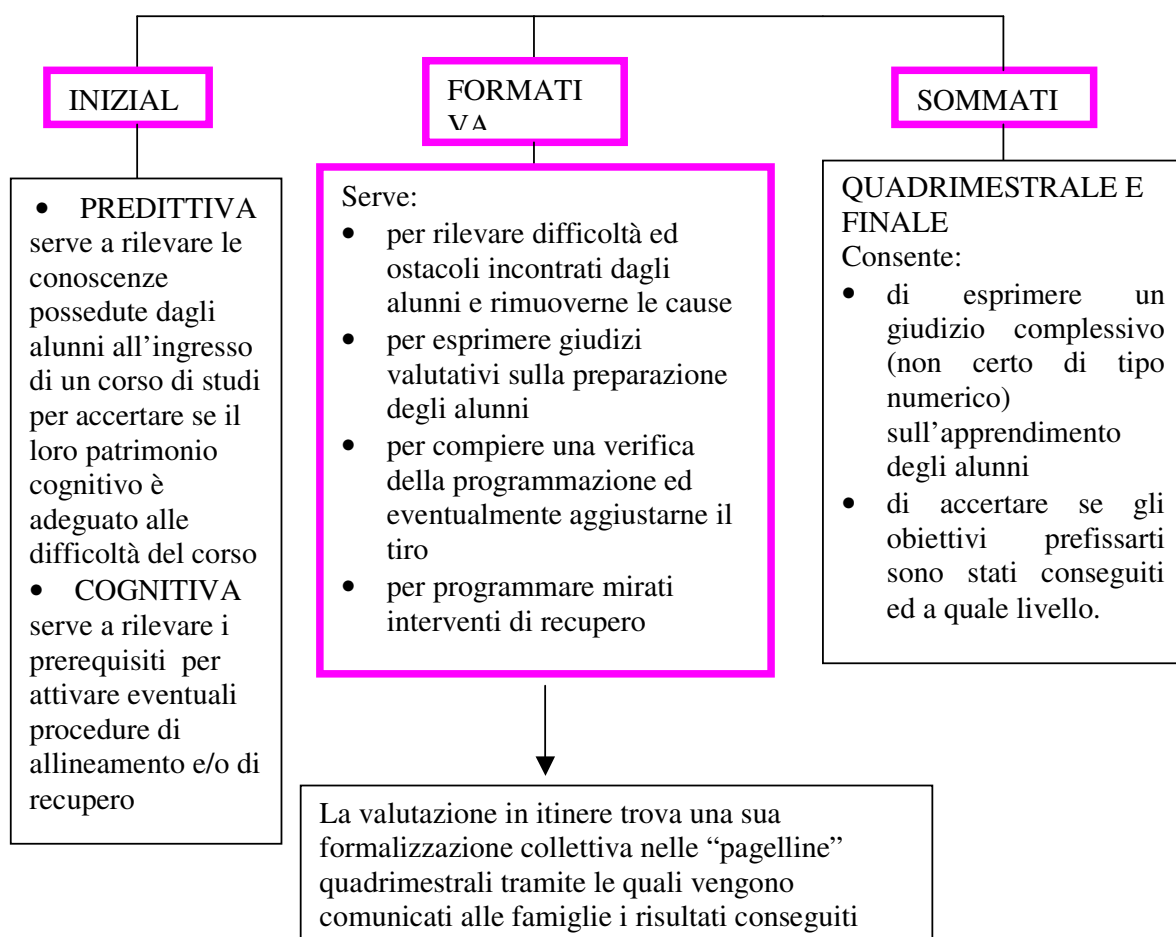 INIZIAL
FORMATI
VA
SOMMATI
• PREDITTIVA
serve a rilevare le
conoscenze
possedute dagli
alunni all’ingresso
di un corso di studi
per accertare se il
loro patrimonio
cognitivo è
adeguato alle
difficoltà del corso
• COGNITIVA
serve a rilevare i
prerequisiti per
attivare eventuali
procedure di
allineamento e/o di
recupero
Serve:
• per rilevare difficoltà ed
ostacoli incontrati dagli
alunni e rimuoverne le cause
• per esprimere giudizi
valutativi sulla preparazione
degli alunni
• per compiere una verifica
della programmazione ed
eventualmente aggiustarne il
tiro
• per programmare mirati
interventi di recupero
QUADRIMESTRALE E
FINALE
Consente:
• di esprimere un
giudizio complessivo
(non certo di tipo
numerico)
sull’apprendimento
degli alunni
• di accertare se gli
obiettivi prefissarti
sono stati conseguiti
ed a quale livello.
La valutazione in itinere trova una sua
formalizzazione collettiva nelle “pagelline”
quadrimestrali tramite le quali vengono
comunicati alle famiglie i risultati conseguiti